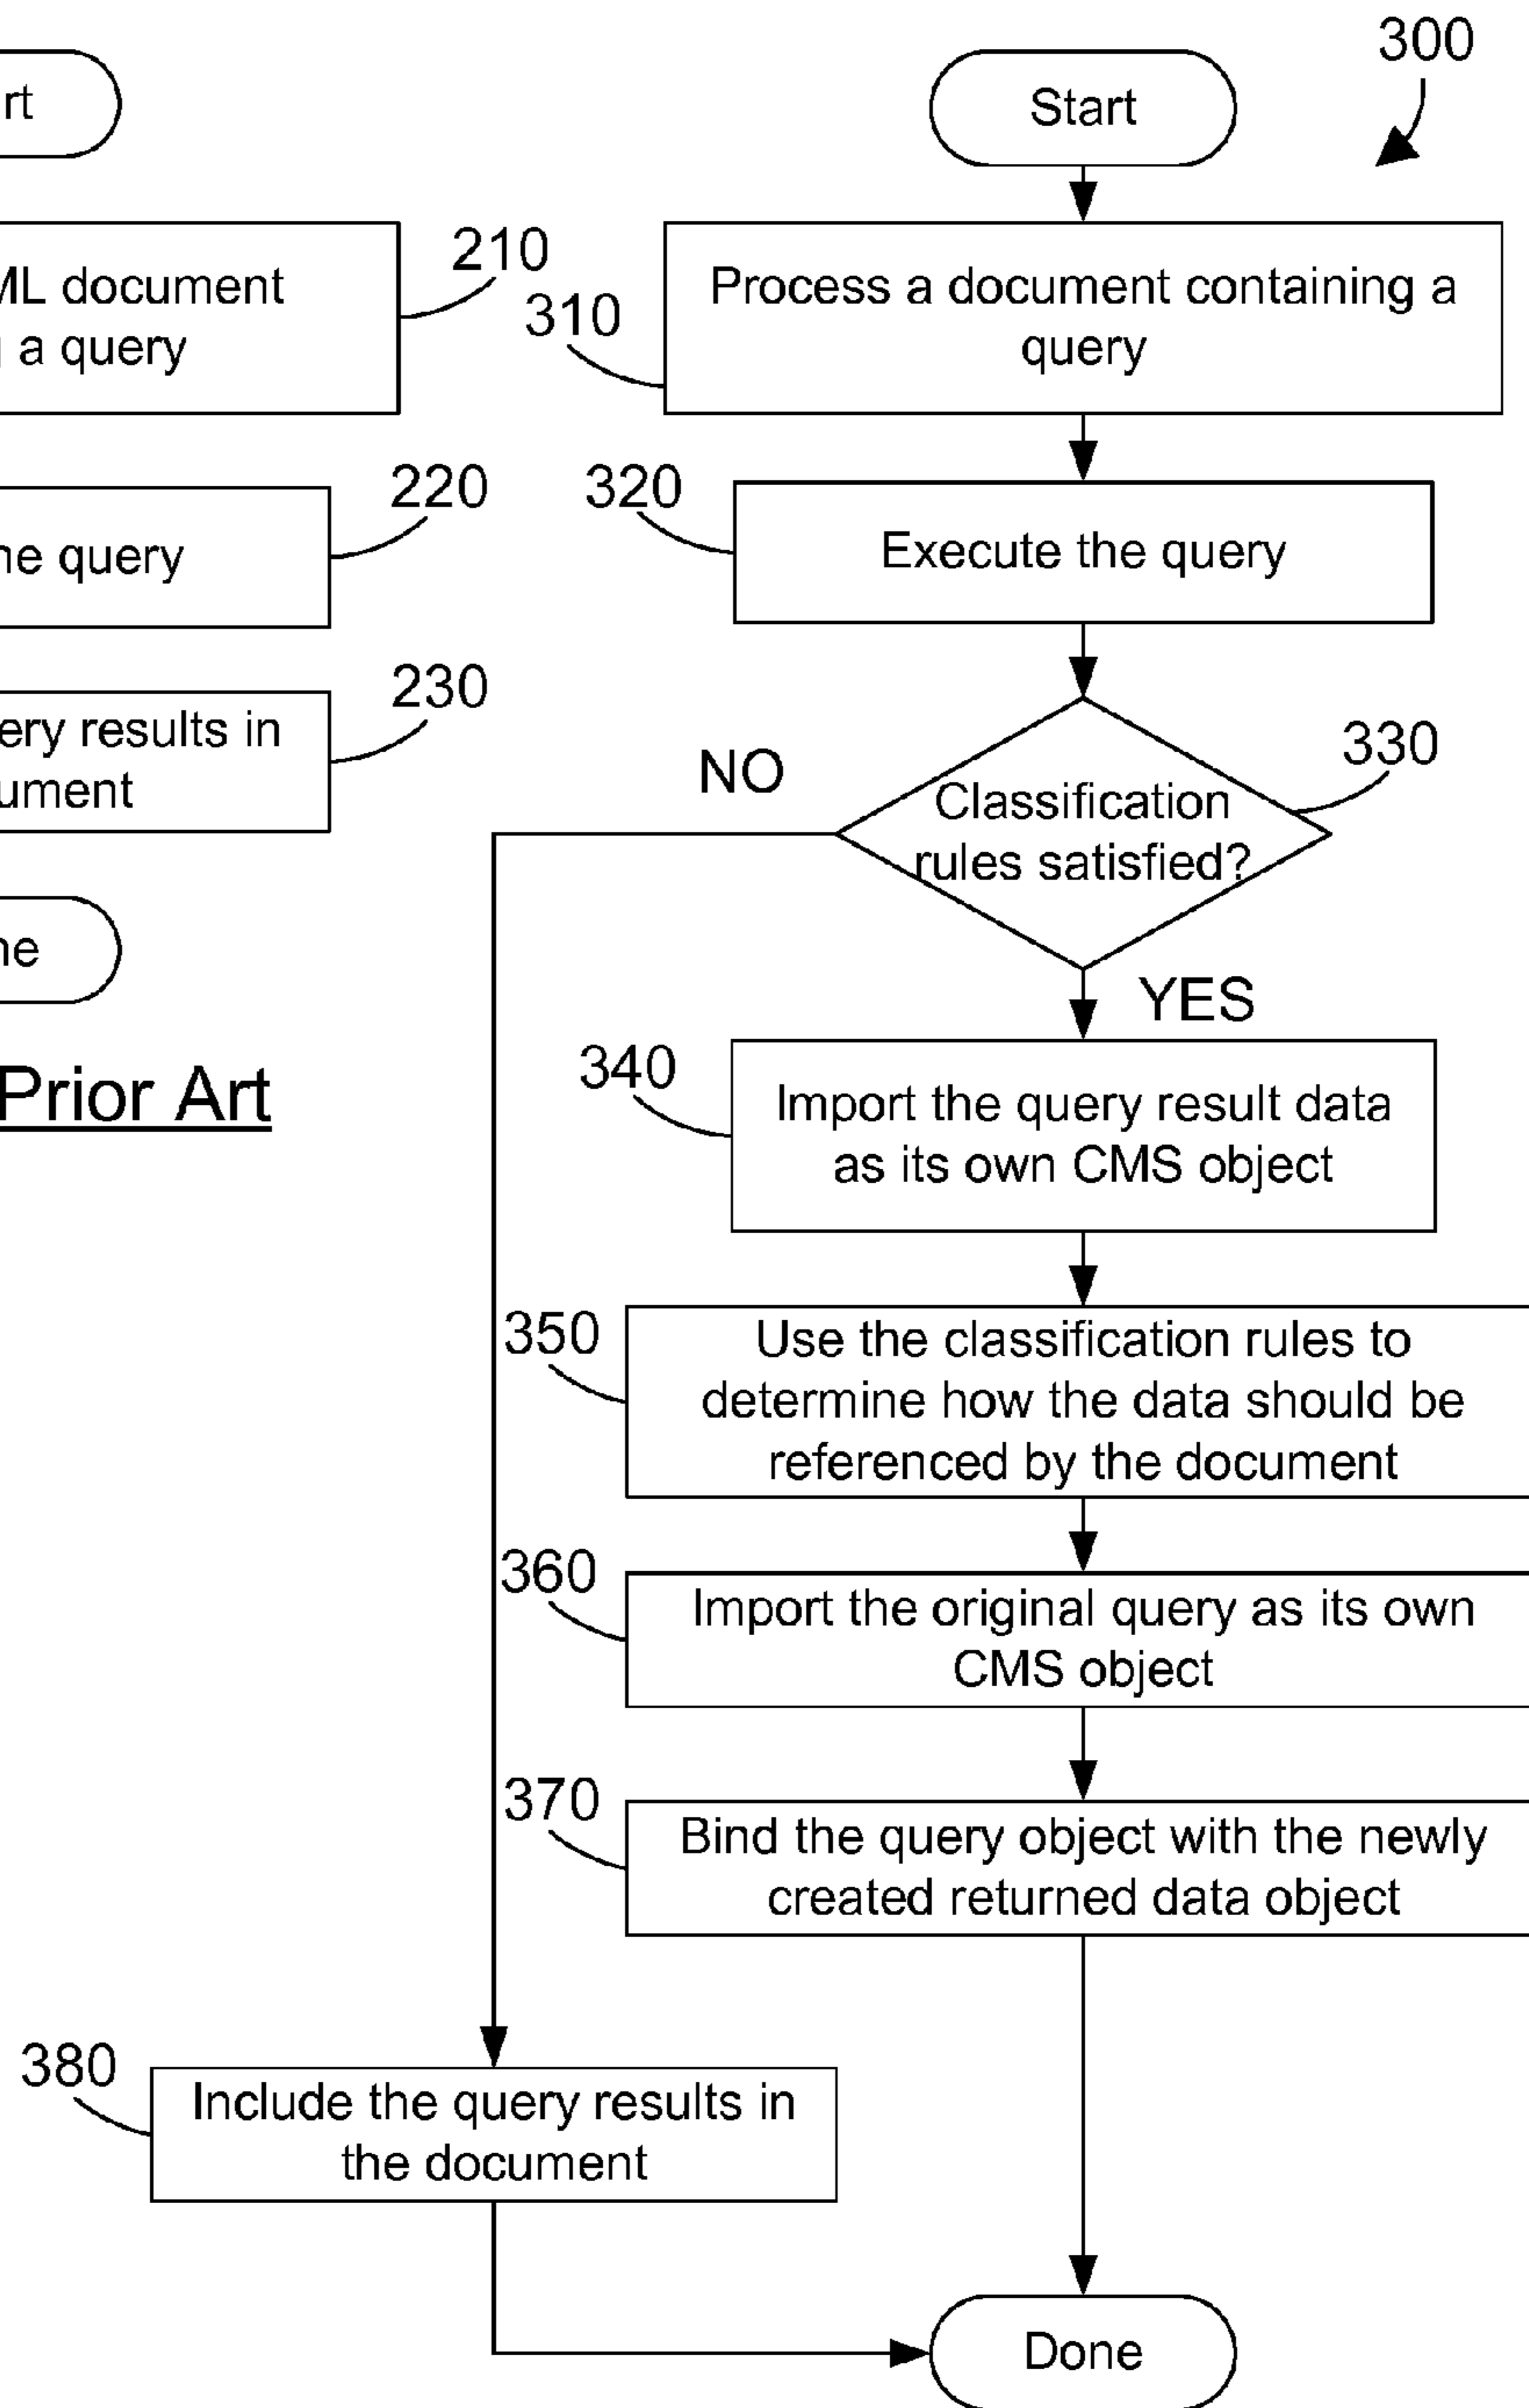 rt
210
ML document
a query
220
he query
230
ery results in
ument
ne
Prior Art
300
Start
310
Process a document containing a
query
320
Execute the query
330
Classification
rules satisfied?
NO
YES
340
Import the query result data
as its own CMS object
350
Use the classification rules to
determine how the data should be
referenced by the document
360
Import the original query as its own
CMS object
370
Bind the query object with the newly
created returned data object
380
Include the query results in
the document
Done